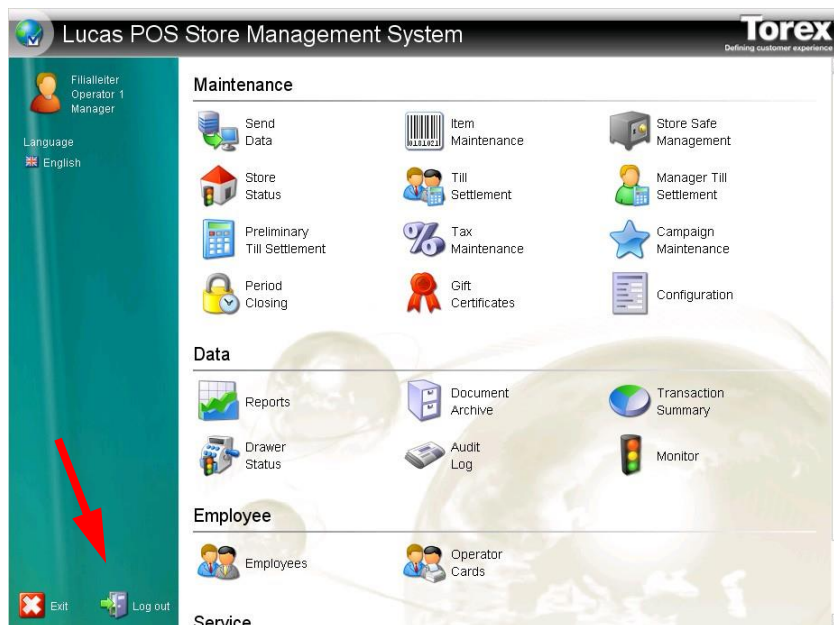 Lucas POS Store Management System
Torex
Defining customer experience
Filialleiter
Operator 1
Manager
Language
English
Maintenance
Send
Data
Item
Maintenance
Store Safe
Management
Store
Status
Till
Settlement
Manager Till
Settlement
Preliminary
Till Settlement
Tax
Maintenance
Campaign
Maintenance
Period
Closing
Gift
Certificates
Configuration
Data
Reports
Document
Archive
Transaction
Summary
Drawer
Status
Audit
Log
Monitor
Employee
Employees
Operator
Cards
Exit
Log out
Service